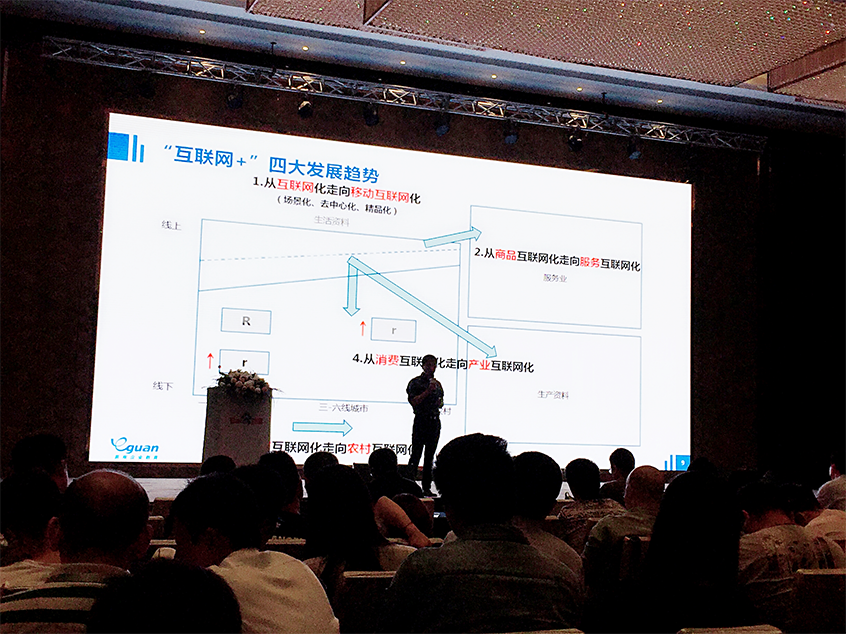 “互联网+”四大发展趋势
1.从互联网化走向移动互联网化
（场景化、去中心化、精品化）
生活资料
线上
2.从商品互联网化走向服务互联网化
服务业
R
r
r
4.从消费互联网化走向产业互联网化
线下
生产资料
三-六线城市
村
互联网化走向农村互联网化
eguan